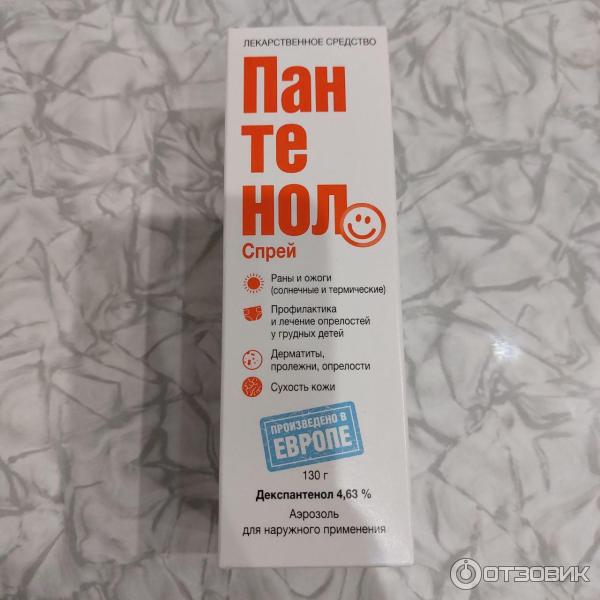 ЛЕКАРСТВЕННОЕ СРЕДСТВО
Пан
те
нол
Спрей
Раны и ожоги
(солнечные и термические)
Профилактика
и лечение опрелостей
у грудных детей
Дерматиты,
пролежни, опрелости
Сухость кожи
ПРОИЗВЕДЕНО В
ЕВРОПЕ
130 г
Декспантенол 4,63 %
Аэрозоль
для наружного применения
ОТЗОВИК